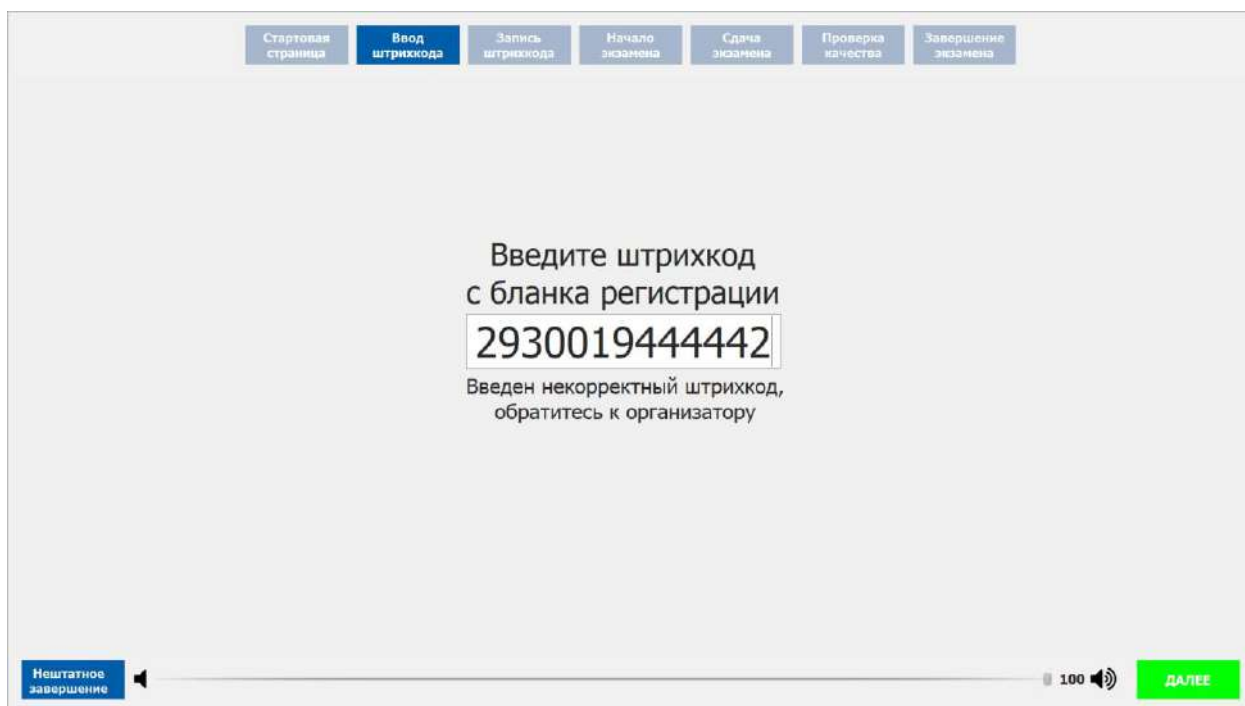 Стартовая
страница
Ввод
штрихкода
Запись
штрихкода
Начало
экзамена
Сдача
экзамена
Проверка
качества
Завершение
экзамена
Введите штрихкод
с бланка регистрации
2930019444442
Введен некорректный штрихкод,
обратитесь к организатору
Нештатное
завершение
100
ДАЛЕЕ